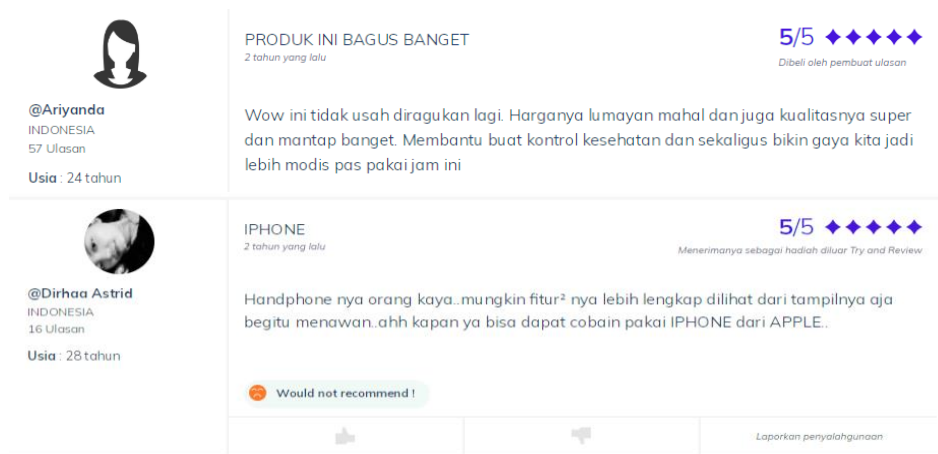 PRODUK INI BAGUS BANGET
2 tahun yang lalu
5/5
Dibeli oleh pembuat ulasan
@Ariyanda
INDONESIA
57 Ulasan
Usia : 24 tahun
Wow ini tidak usah diragukan lagi. Harganya lumayan mahal dan juga kualitasnya super
dan mantap banget. Membantu buat kontrol kesehatan dan sekaligus bikin gaya kita jadi
lebih modis pas pakai jam ini
IPHONE
2 tahun yang lalu
5/5
Menerimanya sebagai hadiah diluar Try and Review
@Dirhaa Astrid
INDONESIA
16 Ulasan
Usia : 28 tahun
Handphone nya orang kaya..mungkin fitur² nya lebih lengkap dilihat dari tampilnya aja
begitu menawan..ahh kapan ya bisa dapat cobain pakai IPHONE dari APPLE..
Would not recommend !
Laporkan penyalahgunaan